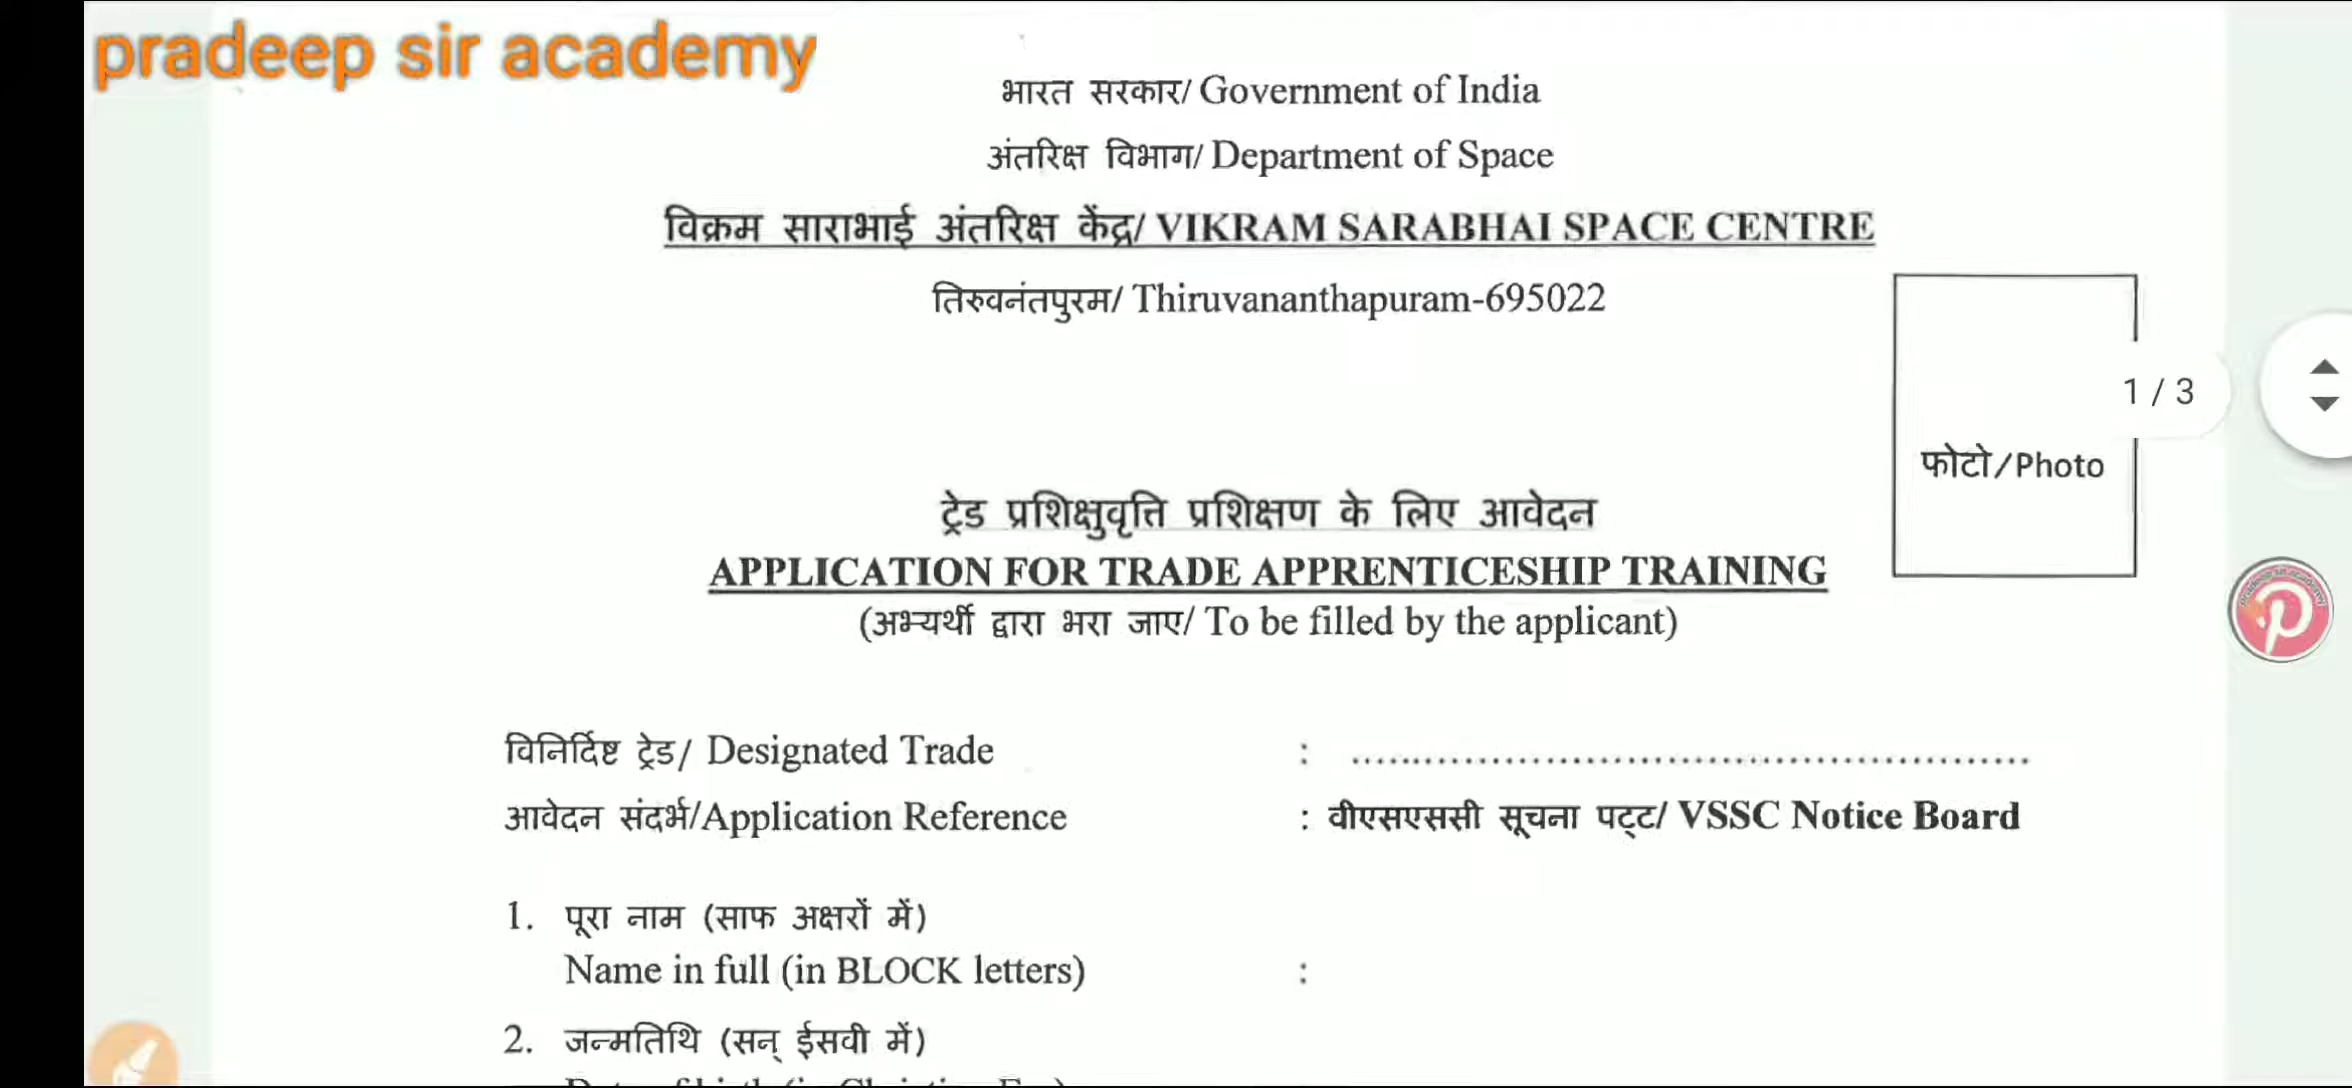 pradeep sir academy
भारत सरकार/ Government of India
अंतरिक्ष विभाग/ Department of Space
विक्रम साराभाई अंतरिक्ष केंद्र/ VIKRAM SARABHAI SPACE CENTRE
तिरुवनंतपुरम/ Thiruvananthapuram-695022
1 / 3
फोटो/Photo
ट्रेड प्रशिक्षुवृत्ति प्रशिक्षण के लिए आवेदन
APPLICATION FOR TRADE APPRENTICESHIP TRAINING
(अभ्यर्थी द्वारा भरा जाए/ To be filled by the applicant)
विनिर्दिष्ट ट्रेड/ Designated Trade : ....................................................
आवेदन संदर्भ/Application Reference : वीएसएससी सूचना पट्ट/ VSSC Notice Board
1. पूरा नाम (साफ अक्षरों में)
Name in full (in BLOCK letters) :
2. जन्मतिथि (सन् ईसवी में)